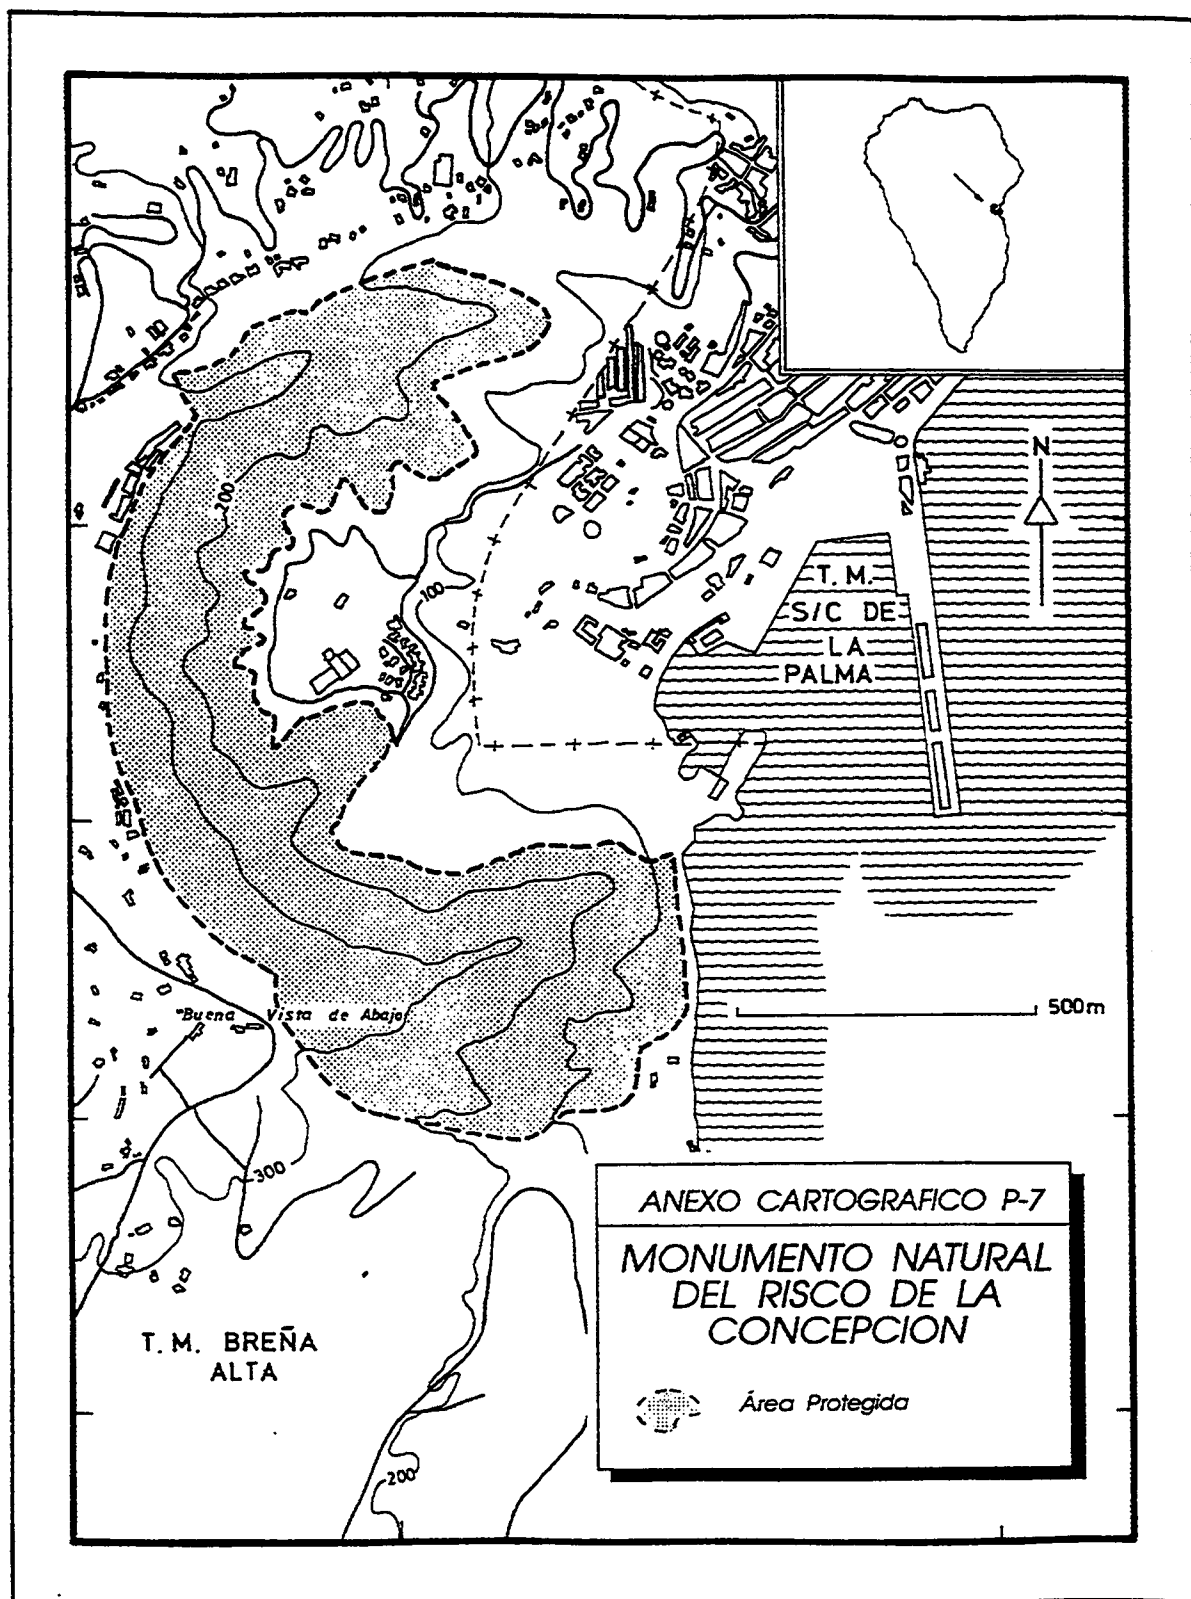 200
100
N
T. M.
S/C DE
LA
PALMA
500m
"Buena Vista de Abajo
300
ANEXO CARTOGRAFICO P-7
MONUMENTO NATURAL
DEL RISCO DE LA
CONCEPCION
T. M. BREÑA
ALTA
Área Protegida
200